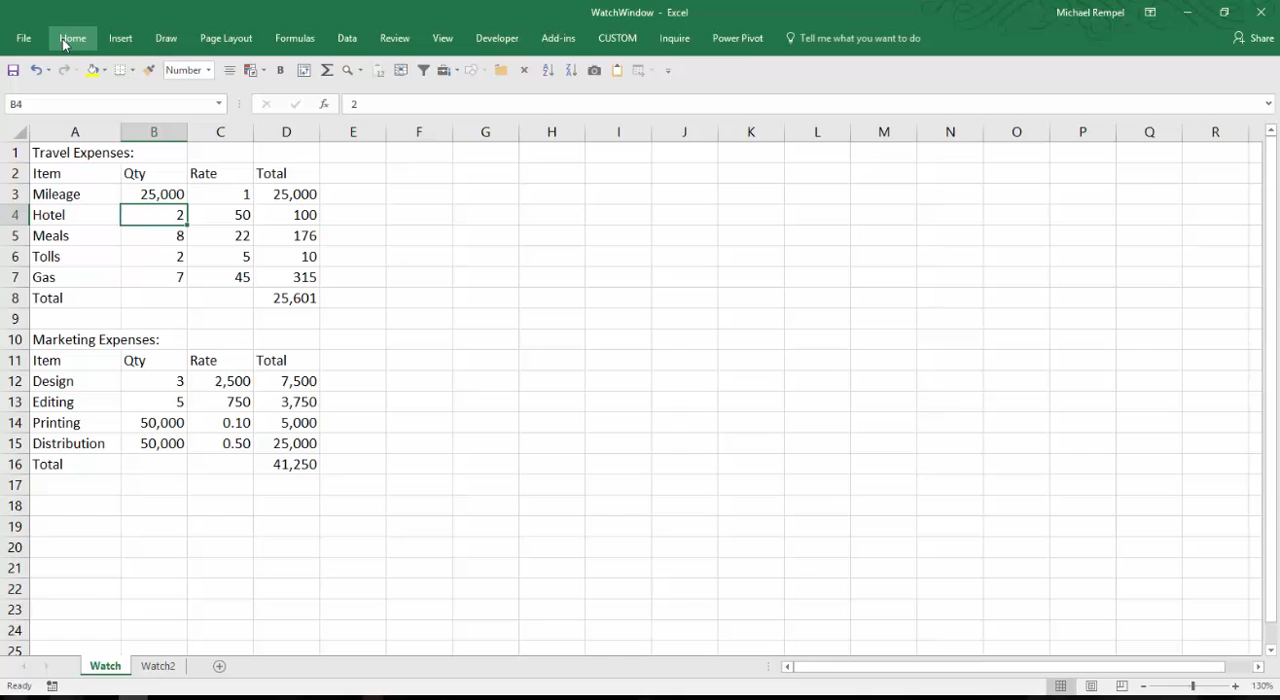 WatchWindow - Excel
Michael Rempel
File Home Insert Draw Page Layout Formulas Data Review View Developer Add-ins CUSTOM Inquire Power Pivot Tell me what you want to do Share
Number B
B4 fx 2
A B C D E F G H I J K L M N O P Q R
1 Travel Expenses:
2 Item Qty Rate Total
3 Mileage 25,000 1 25,000
4 Hotel 2 50 100
5 Meals 8 22 176
6 Tolls 2 5 10
7 Gas 7 45 315
8 Total 25,601
9
10 Marketing Expenses:
11 Item Qty Rate Total
12 Design 3 2,500 7,500
13 Editing 5 750 3,750
14 Printing 50,000 0.10 5,000
15 Distribution 50,000 0.50 25,000
16 Total 41,250
17
18
19
20
21
22
23
24
25
Watch Watch2
Ready 130%